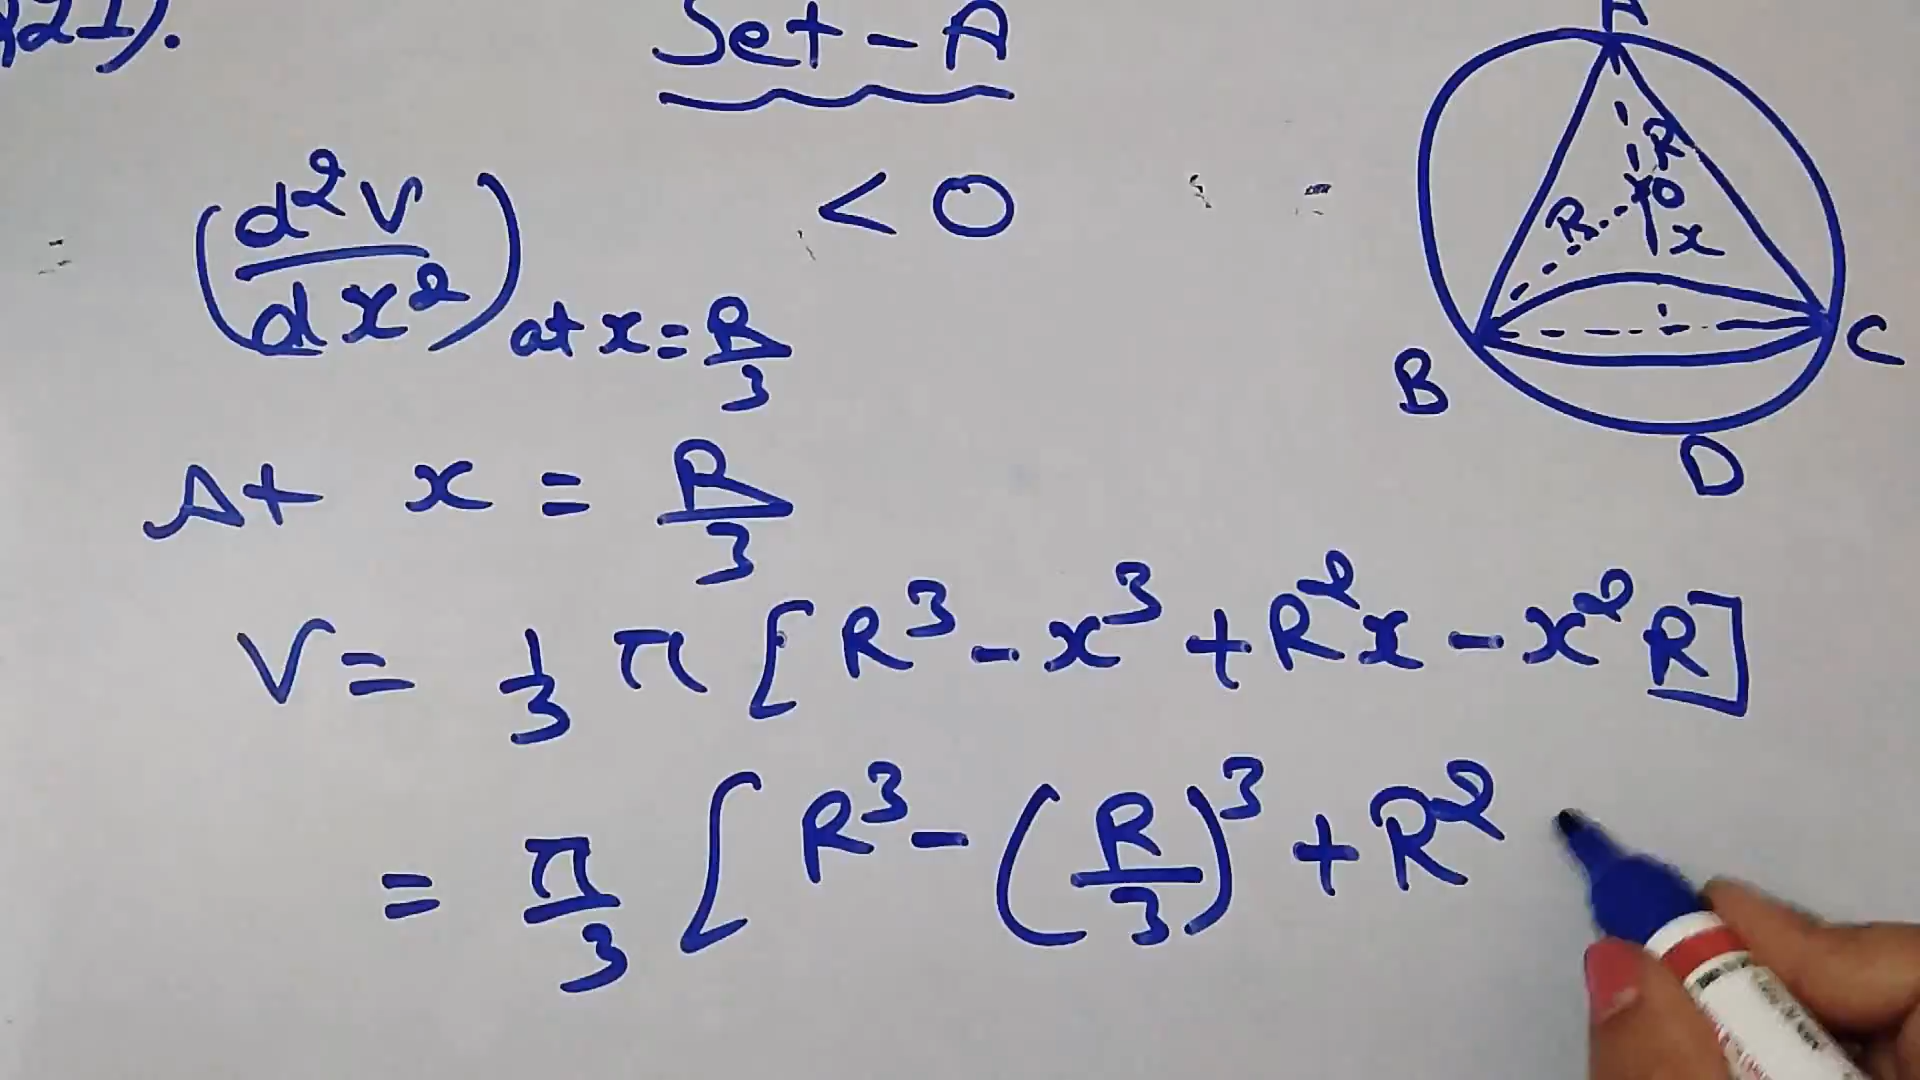 821).
Set - A
(d²V/dx²) at x = R/3 < 0
At x = R/3
V = 1/3 π [R³ - x³ + R²x - x²R]
= π/3 [R³ - (R/3)³ + R²
A
R
O
R
x
B
C
D